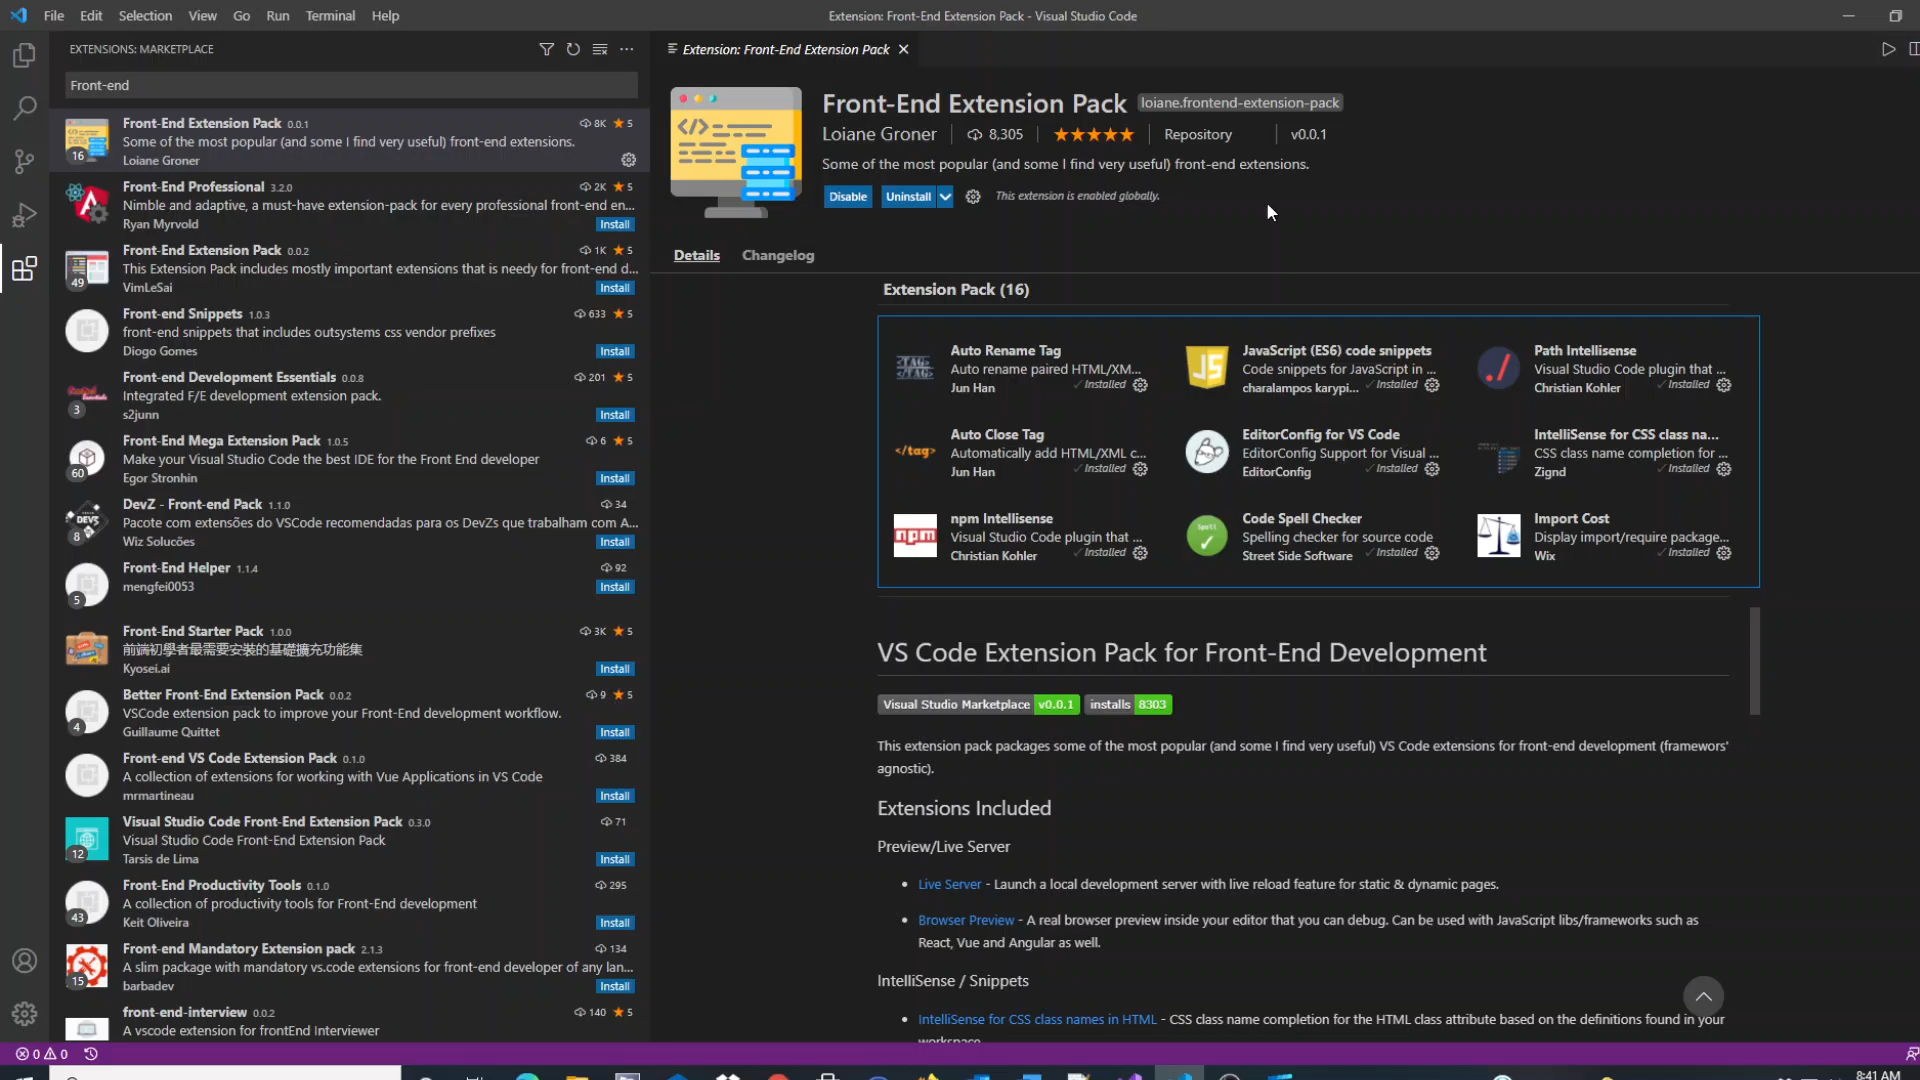 File Edit Selection View Go Run Terminal Help
Extension: Front-End Extension Pack - Visual Studio Code
EXTENSIONS: MARKETPLACE
Front-end
Front-End Extension Pack 0.0.1 8K ★5
Some of the most popular (and some I find very useful) front-end extensions.
16
Loiane Groner
Front-End Professional 3.2.0 2K ★5
Nimble and adaptive, a must-have extension-pack for every professional front-end en...
Ryan Myrvold Install
Front-End Extension Pack 0.0.2 1K ★5
This Extension Pack includes mostly important extensions that is needy for front-end d...
49
VimLeSai Install
Front-end Snippets 1.0.3 633 ★5
front-end snippets that includes outsystems css vendor prefixes
Diogo Gomes Install
Front-end Development Essentials 0.0.8 201 ★5
Integrated F/E development extension pack.
3
s2junn Install
Front-End Mega Extension Pack 1.0.5 6 ★5
Make your Visual Studio Code the best IDE for the Front End developer
60
Egor Stronhin Install
DevZ - Front-end Pack 1.1.0 34
Pacote com extensões do VSCode recomendadas para os DevZs que trabalham com A...
8
Wiz Solucões Install
Front-End Helper 1.1.4 92
mengfei0053 Install
5
Front-End Starter Pack 1.0.0 3K ★5
前端初學者最需要安裝的基礎擴充功能集
Kyosei.ai Install
Better Front-End Extension Pack 0.0.2 9 ★5
VSCode extension pack to improve your Front-End development workflow.
4
Guillaume Quittet Install
Front-end VS Code Extension Pack 0.1.0 384
A collection of extensions for working with Vue Applications in VS Code
mrmartineau Install
Visual Studio Code Front-End Extension Pack 0.3.0 71
Visual Studio Code Front-End Extension Pack
12
Tarsis de Lima Install
Front-End Productivity Tools 0.1.0 295
A collection of productivity tools for Front-End development
43
Keit Oliveira Install
Front-end Mandatory Extension pack 2.1.3 134
A slim package with mandatory vs.code extensions for front-end developer of any lan...
15
barbadev Install
front-end-interview 0.0.2 140 ★5
A vscode extension for frontEnd Interviewer
Extension: Front-End Extension Pack
Front-End Extension Pack loiane.frontend-extension-pack
Loiane Groner 8,305 ★★★★★ Repository v0.0.1
Some of the most popular (and some I find very useful) front-end extensions.
Disable Uninstall This extension is enabled globally.
Details Changelog
Extension Pack (16)
Auto Rename Tag
Auto rename paired HTML/XM...
Jun Han ✓ Installed
JavaScript (ES6) code snippets
Code snippets for JavaScript in ...
charalampos karypi... ✓ Installed
Path Intellisense
Visual Studio Code plugin that ...
Christian Kohler ✓ Installed
Auto Close Tag
Automatically add HTML/XML c...
Jun Han ✓ Installed
EditorConfig for VS Code
EditorConfig Support for Visual ...
EditorConfig ✓ Installed
IntelliSense for CSS class na...
CSS class name completion for ...
Zignd ✓ Installed
npm Intellisense
Visual Studio Code plugin that ...
Christian Kohler ✓ Installed
Code Spell Checker
Spelling checker for source code
Street Side Software ✓ Installed
Import Cost
Display import/require package...
Wix ✓ Installed
VS Code Extension Pack for Front-End Development
Visual Studio Marketplace v0.0.1 installs 8303
This extension pack packages some of the most popular (and some I find very useful) VS Code extensions for front-end development (framewors'
agnostic).
Extensions Included
Preview/Live Server
• Live Server - Launch a local development server with live reload feature for static & dynamic pages.
• Browser Preview - A real browser preview inside your editor that you can debug. Can be used with JavaScript libs/frameworks such as
React, Vue and Angular as well.
IntelliSense / Snippets
• IntelliSense for CSS class names in HTML - CSS class name completion for the HTML class attribute based on the definitions found in your
workspace.
0 0
8:41 AM